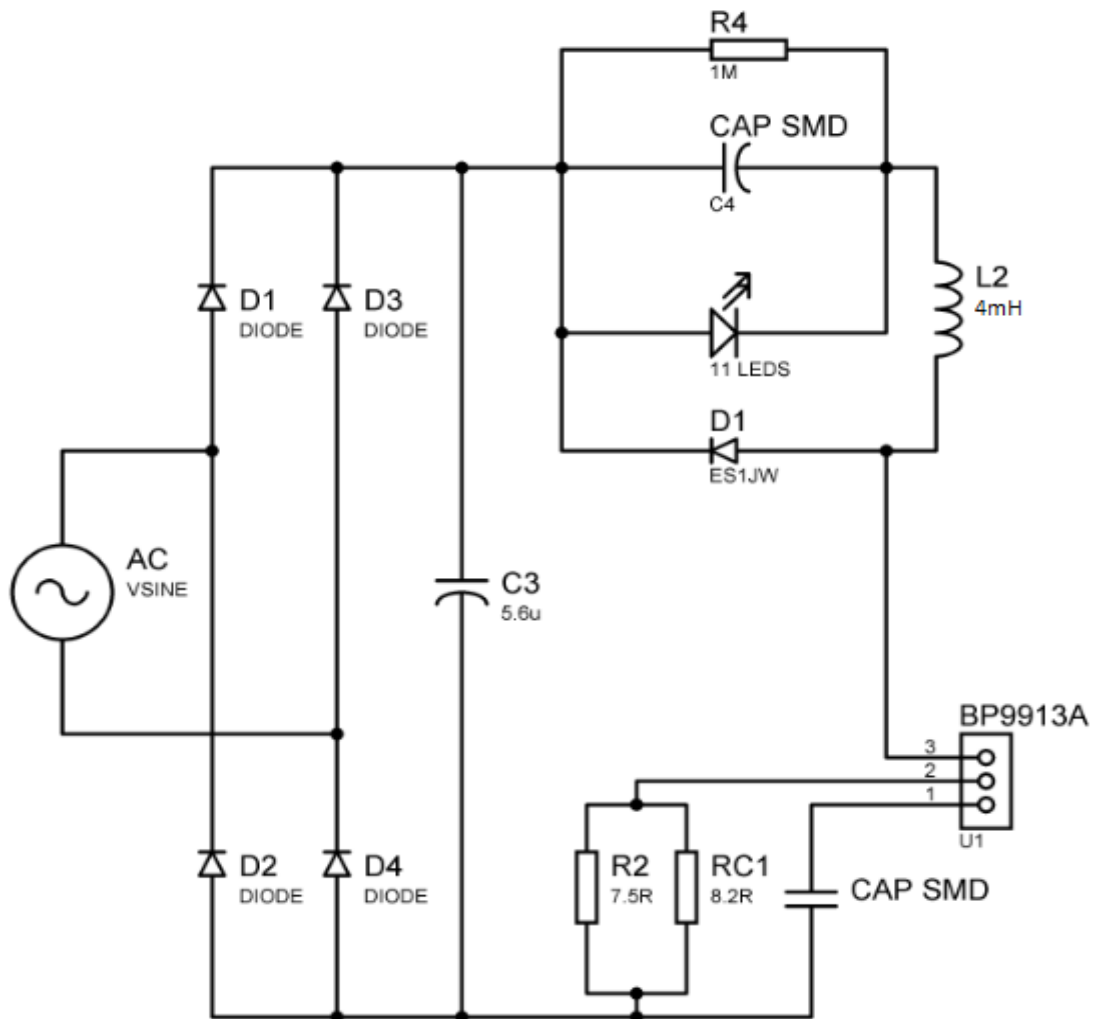 R4
1M
CAP SMD
C4
D1
DIODE
D3
DIODE
L2
4mH
11 LEDS
D1
ES1JW
AC
VSINE
C3
5.6u
BP9913A
3
2
1
U1
D2
DIODE
D4
DIODE
R2
7.5R
RC1
8.2R
CAP SMD